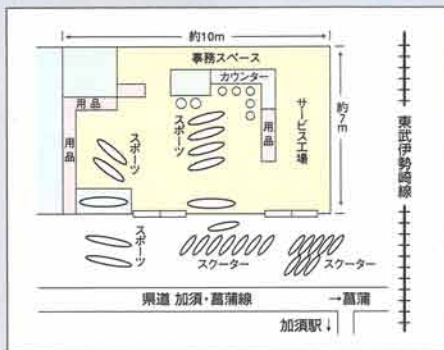 約10m
事務スペース
カウンター
用品
用品
スポーツ
スポーツ
用品
サービス工場
約7m
東武伊勢崎線
スポーツ
スクーター
スクーター
県道 加須・菖蒲線
→菖蒲
加須駅↓